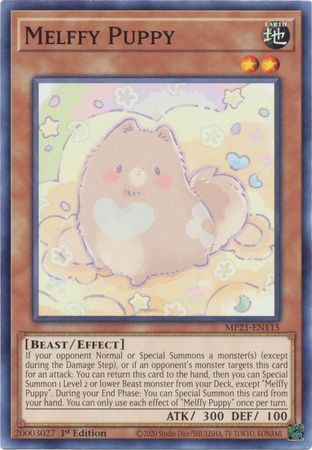 MELFFY PUPPY
EARTH
地
MP21-EN115
[BEAST/EFFECT]
If your opponent Normal or Special Summons a monster(s) (except
during the Damage Step), or if an opponent's monster targets this card
for an attack: You can return this card to the hand, then you can Special
Summon 1 Level 2 or lower Beast monster from your Deck, except "Melffy
Puppy". During your End Phase: You can Special Summon this card from
your hand. You can only use each effect of "Melffy Puppy" once per turn.
ATK/ 300 DEF/ 100
20003027 1st Edition ©2020 Studio Dice/SHUEISHA, TV TOKYO, KONAMI